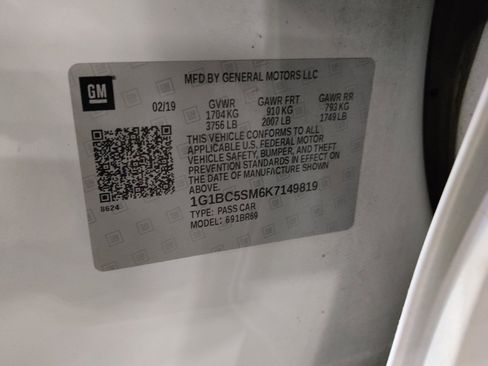 GM
MFD BY GENERAL MOTORS LLC
02/19 GVWR GAWR FRT GAWR RR
1704 KG 910 KG 793 KG
3756 LB 2007 LB 1749 LB
THIS VEHICLE CONFORMS TO ALL
APPLICABLE U.S. FEDERAL MOTOR
VEHICLE SAFETY, BUMPER, AND THEFT
PREVENTION STANDARDS IN EFFECT ON
THE DATE OF MANUFACTURE SHOWN
ABOVE.
1G1BC5SM6K7149819
TYPE: PASS CAR
MODEL: 691BR69
8624